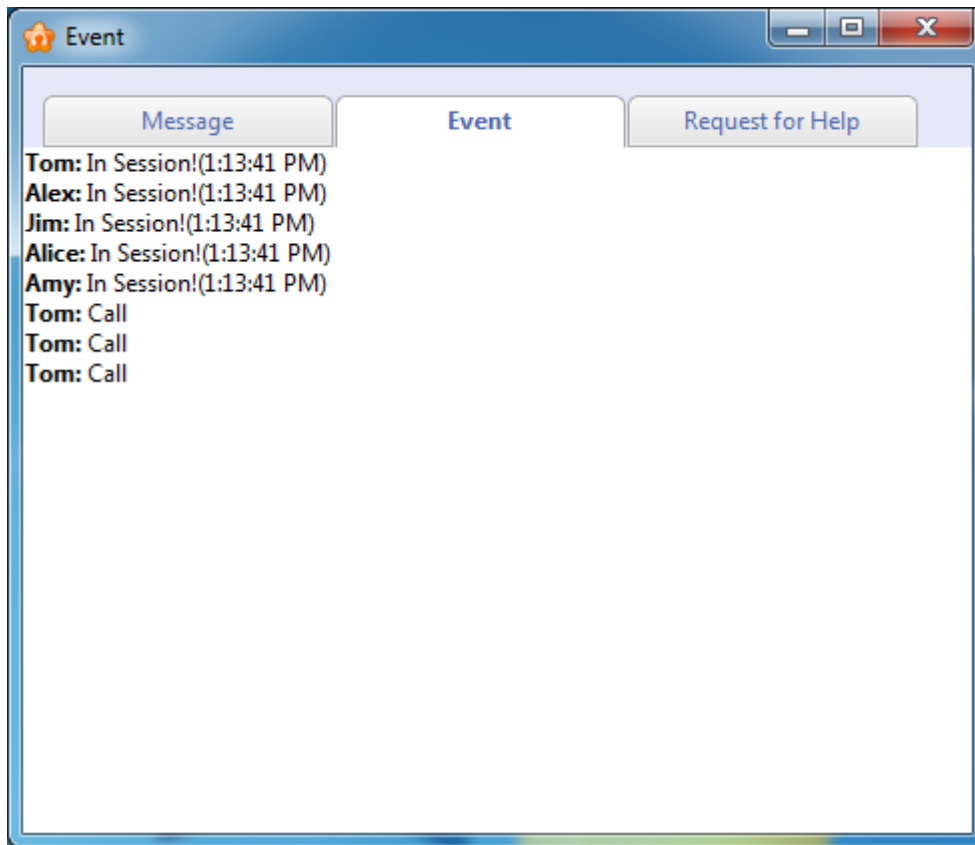 Event
Message Event Request for Help
Tom: In Session!(1:13:41 PM)
Alex: In Session!(1:13:41 PM)
Jim: In Session!(1:13:41 PM)
Alice: In Session!(1:13:41 PM)
Amy: In Session!(1:13:41 PM)
Tom: Call
Tom: Call
Tom: Call